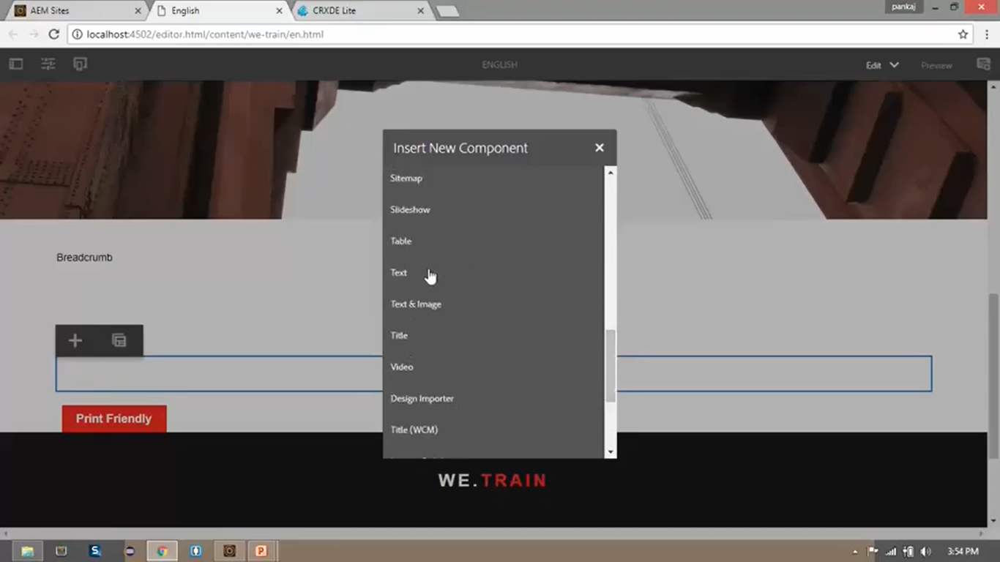 AEM Sites
English
CRXDE Lite
pankaj
localhost:4502/editor.html/content/we-train/en.html
ENGLISH
Edit
Preview
Insert New Component
Sitemap
Slideshow
Table
Text
Text & Image
Title
Video
Design Importer
Title (WCM)
Breadcrumb
Print Friendly
WE.TRAIN
3:54 PM